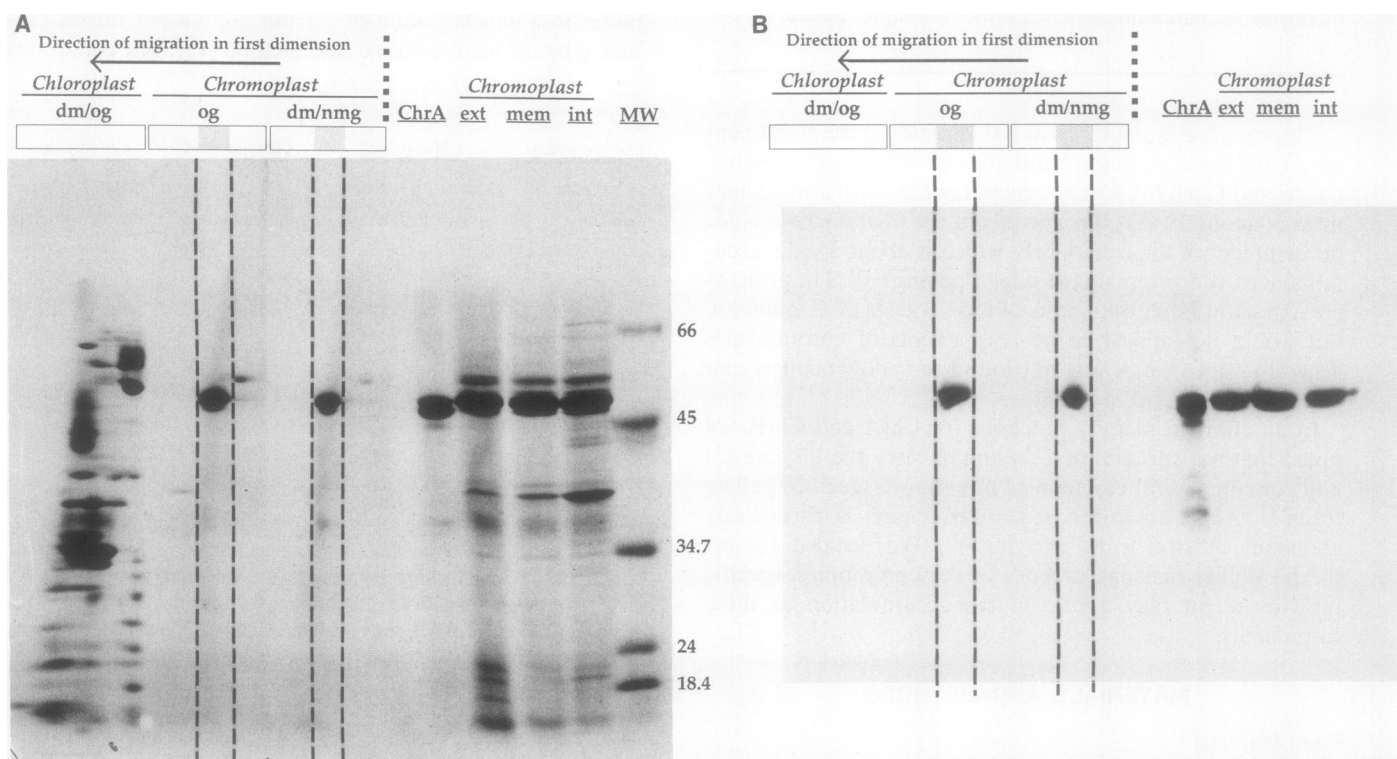 A
Direction of migration in first dimension
Chloroplast
Chromoplast
dm/og
og
dm/nmg
Chromoplast
ChrA ext mem int MW
66
45
34.7
24
18.4
B
Direction of migration in first dimension
Chloroplast
Chromoplast
dm/og
og
dm/nmg
Chromoplast
ChrA ext mem int